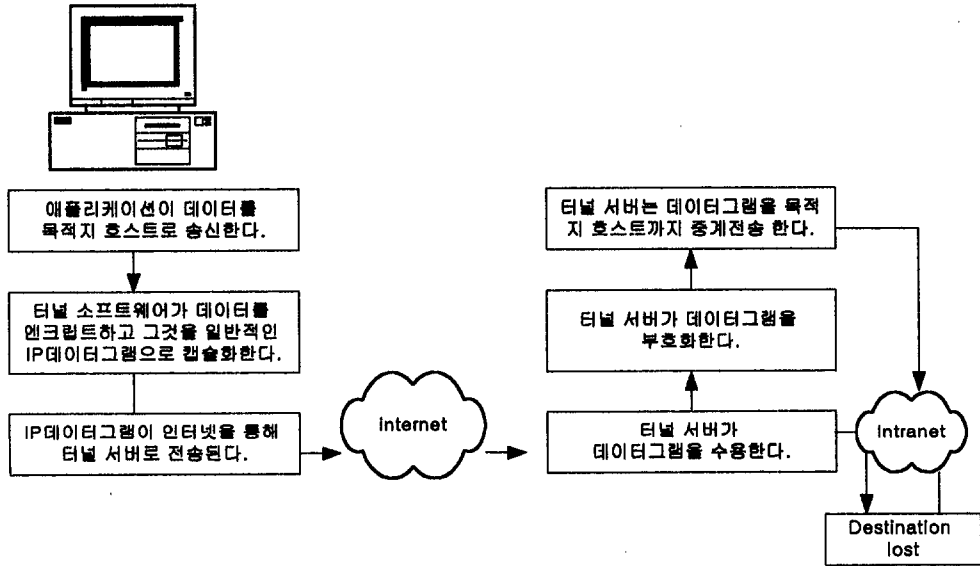 애플리케이션이 데이터를
목적지 호스트로 송신한다.
터널 소프트웨어가 데이터를
엔크립트하고 그것을 일반적인
IP데이터그램으로 캡슐화한다.
IP데이터그램이 인터넷을 통해
터널 서버로 전송된다.
Internet
터널 서버는 데이터그램을 목적
지 호스트까지 중계전송 한다.
터널 서버가 데이터그램을
부호화한다.
터널 서버가
데이터그램을 수용한다.
Intranet
Destination
lost